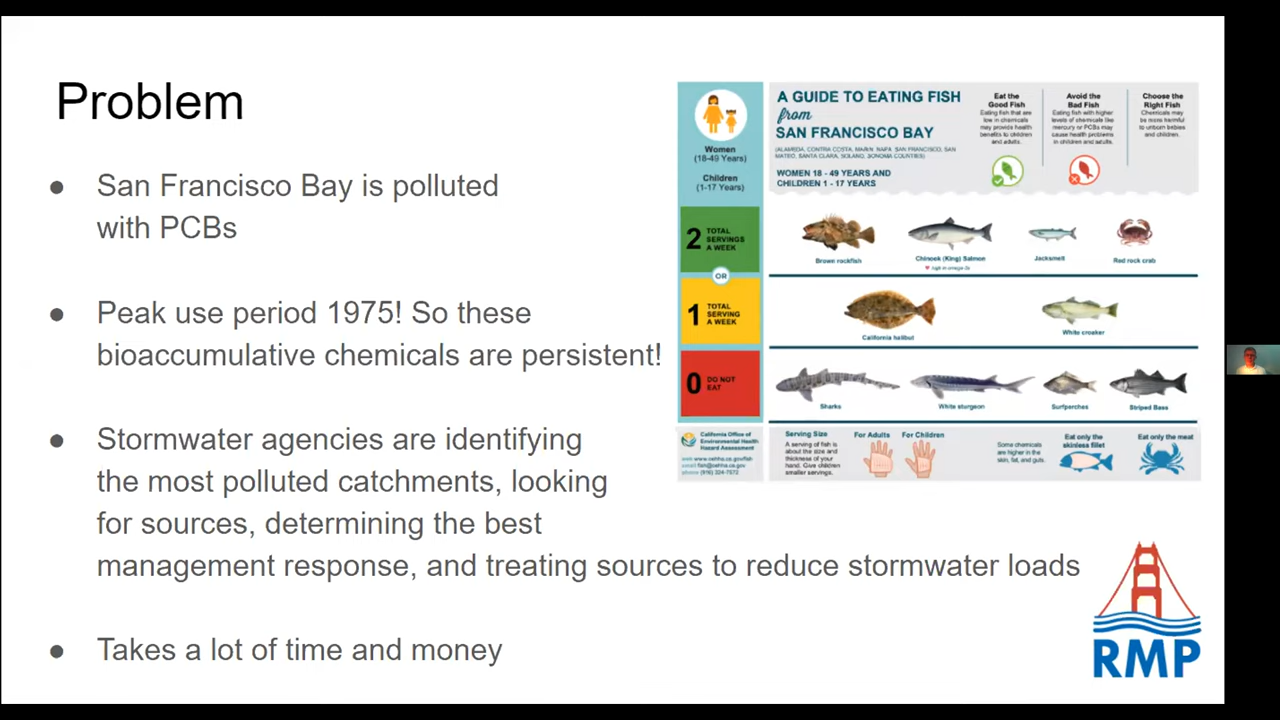 Problem
San Francisco Bay is polluted
with PCBs
Peak use period 1975! So these
bioaccumulative chemicals are persistent!
Stormwater agencies are identifying
the most polluted catchments, looking
for sources, determining the best
management response, and treating sources to reduce stormwater loads
Takes a lot of time and money
Women
(18-49 Years)
Children
(1-17 Years)
A GUIDE TO EATING FISH
from
SAN FRANCISCO BAY
(ALAMEDA, CONTRA COSTA, MARIN, NAPA, SAN FRANCISCO, SAN
MATEO, SANTA CLARA, SOLANO, SONOMA COUNTIES)
WOMEN 18 - 49 YEARS AND
CHILDREN 1 - 17 YEARS
Eat the
Good Fish
Eating fish that are
low in chemicals
may provide health
benefits to children
and adults.
Avoid the
Bad Fish
Eating fish with higher
levels of chemicals like
mercury or PCBs may
cause health problems
in children and adults.
Choose the
Right Fish
Chemicals may
be more harmful
to unborn babies
and children.
2 TOTAL
SERVINGS
A WEEK
Brown rockfish
Chinook (King) Salmon
high in omega-3s
Jacksmelt
Red rock crab
OR
1 TOTAL
SERVING
A WEEK
California halibut
White croaker
0 DO NOT
EAT
Sharks
White sturgeon
Surfperches
Striped Bass
California Office of
Environmental Health
Hazard Assessment
Serving Size
A serving of fish is
about the size and
thickness of your
hand. Give children
smaller servings.
For Adults
For Children
Some chemicals
are higher in the
skin, fat, and guts.
Eat only the
skinless fillet
Eat only the meat
RMP